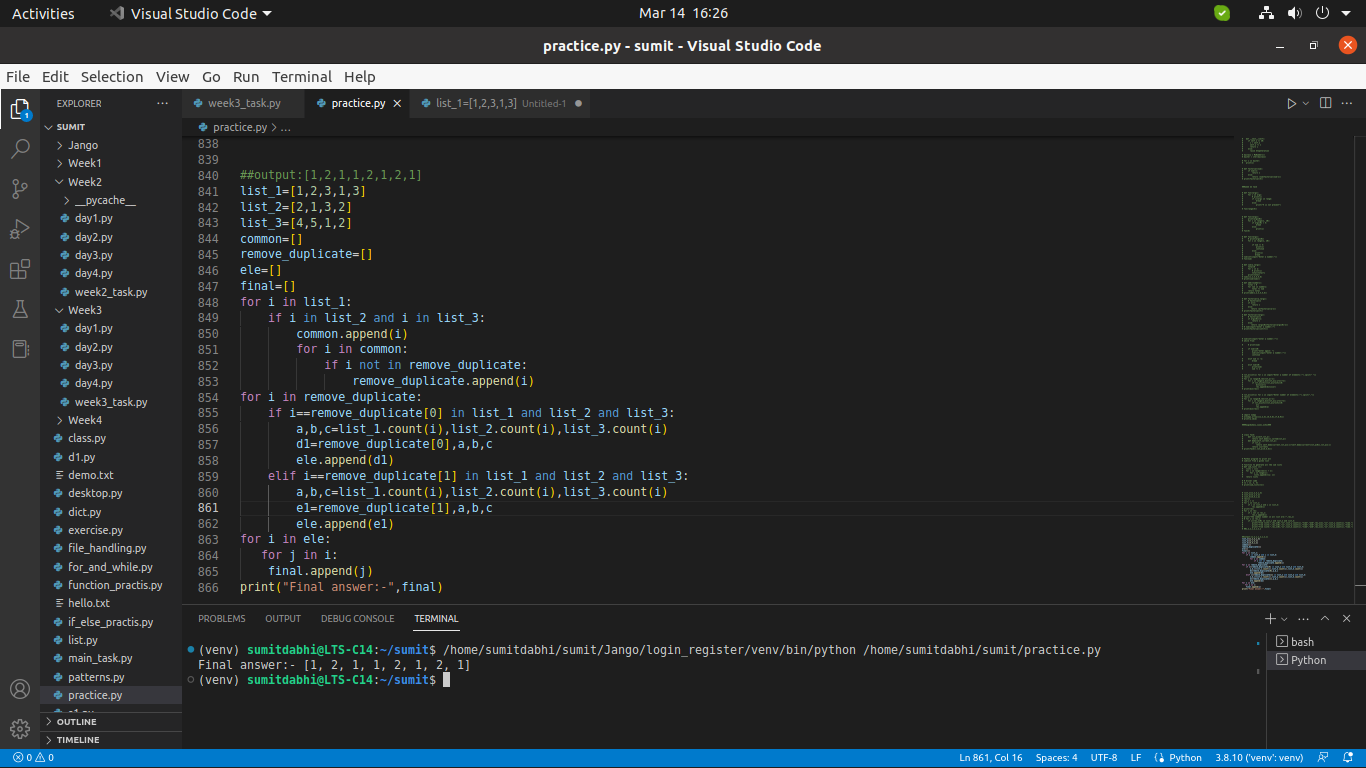 Activities
Visual Studio Code
Mar 14 16:26
practice.py - sumit - Visual Studio Code
File Edit Selection View Go Run Terminal Help
EXPLORER
week3_task.py
practice.py
list_1=[1,2,3,1,3] Untitled-1
1
SUMIT
Jango
Week1
Week2
__pycache__
day1.py
day2.py
day3.py
day4.py
week2_task.py
Week3
day1.py
day2.py
day3.py
day4.py
week3_task.py
Week4
class.py
d1.py
demo.txt
desktop.py
dict.py
exercise.py
file_handling.py
for_and_while.py
function_practis.py
hello.txt
if_else_practis.py
list.py
main_task.py
patterns.py
practice.py
OUTLINE
TIMELINE
practice.py > ...
838
839
840 ##output:[1,2,1,1,2,1,2,1]
841 list_1=[1,2,3,1,3]
842 list_2=[2,1,3,2]
843 list_3=[4,5,1,2]
844 common=[]
845 remove_duplicate=[]
846 ele=[]
847 final=[]
848 for i in list_1:
849     if i in list_2 and i in list_3:
850         common.append(i)
851         for i in common:
852             if i not in remove_duplicate:
853                 remove_duplicate.append(i)
854 for i in remove_duplicate:
855     if i==remove_duplicate[0] in list_1 and list_2 and list_3:
856         a,b,c=list_1.count(i),list_2.count(i),list_3.count(i)
857         d1=remove_duplicate[0],a,b,c
858         ele.append(d1)
859     elif i==remove_duplicate[1] in list_1 and list_2 and list_3:
860         a,b,c=list_1.count(i),list_2.count(i),list_3.count(i)
861         e1=remove_duplicate[1],a,b,c
862         ele.append(e1)
863 for i in ele:
864    for j in i:
865     final.append(j)
866 print("Final answer:-",final)
PROBLEMS OUTPUT DEBUG CONSOLE TERMINAL
(venv) sumitdabhi@LTS-C14:~/sumit$ /home/sumitdabhi/sumit/Jango/login_register/venv/bin/python /home/sumitdabhi/sumit/practice.py
Final answer:- [1, 2, 1, 1, 2, 1, 2, 1]
(venv) sumitdabhi@LTS-C14:~/sumit$
bash
Python
0 0
Ln 861, Col 16 Spaces: 4 UTF-8 LF Python 3.8.10 ('venv': venv)